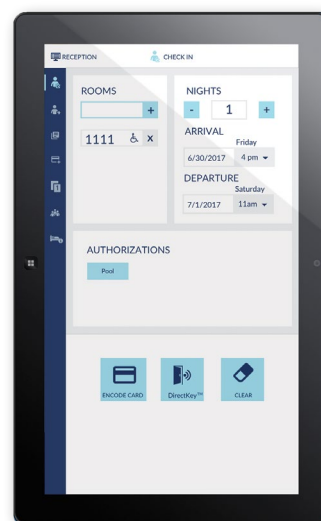 RECEPTION
CHECK IN
ROOMS
+
1111 x
NIGHTS
- 1 +
ARRIVAL
Friday
6/30/2017 4 pm
DEPARTURE
Saturday
7/1/2017 11am
AUTHORIZATIONS
Pool
ENCODE CARD
DirectKey™
CLEAR